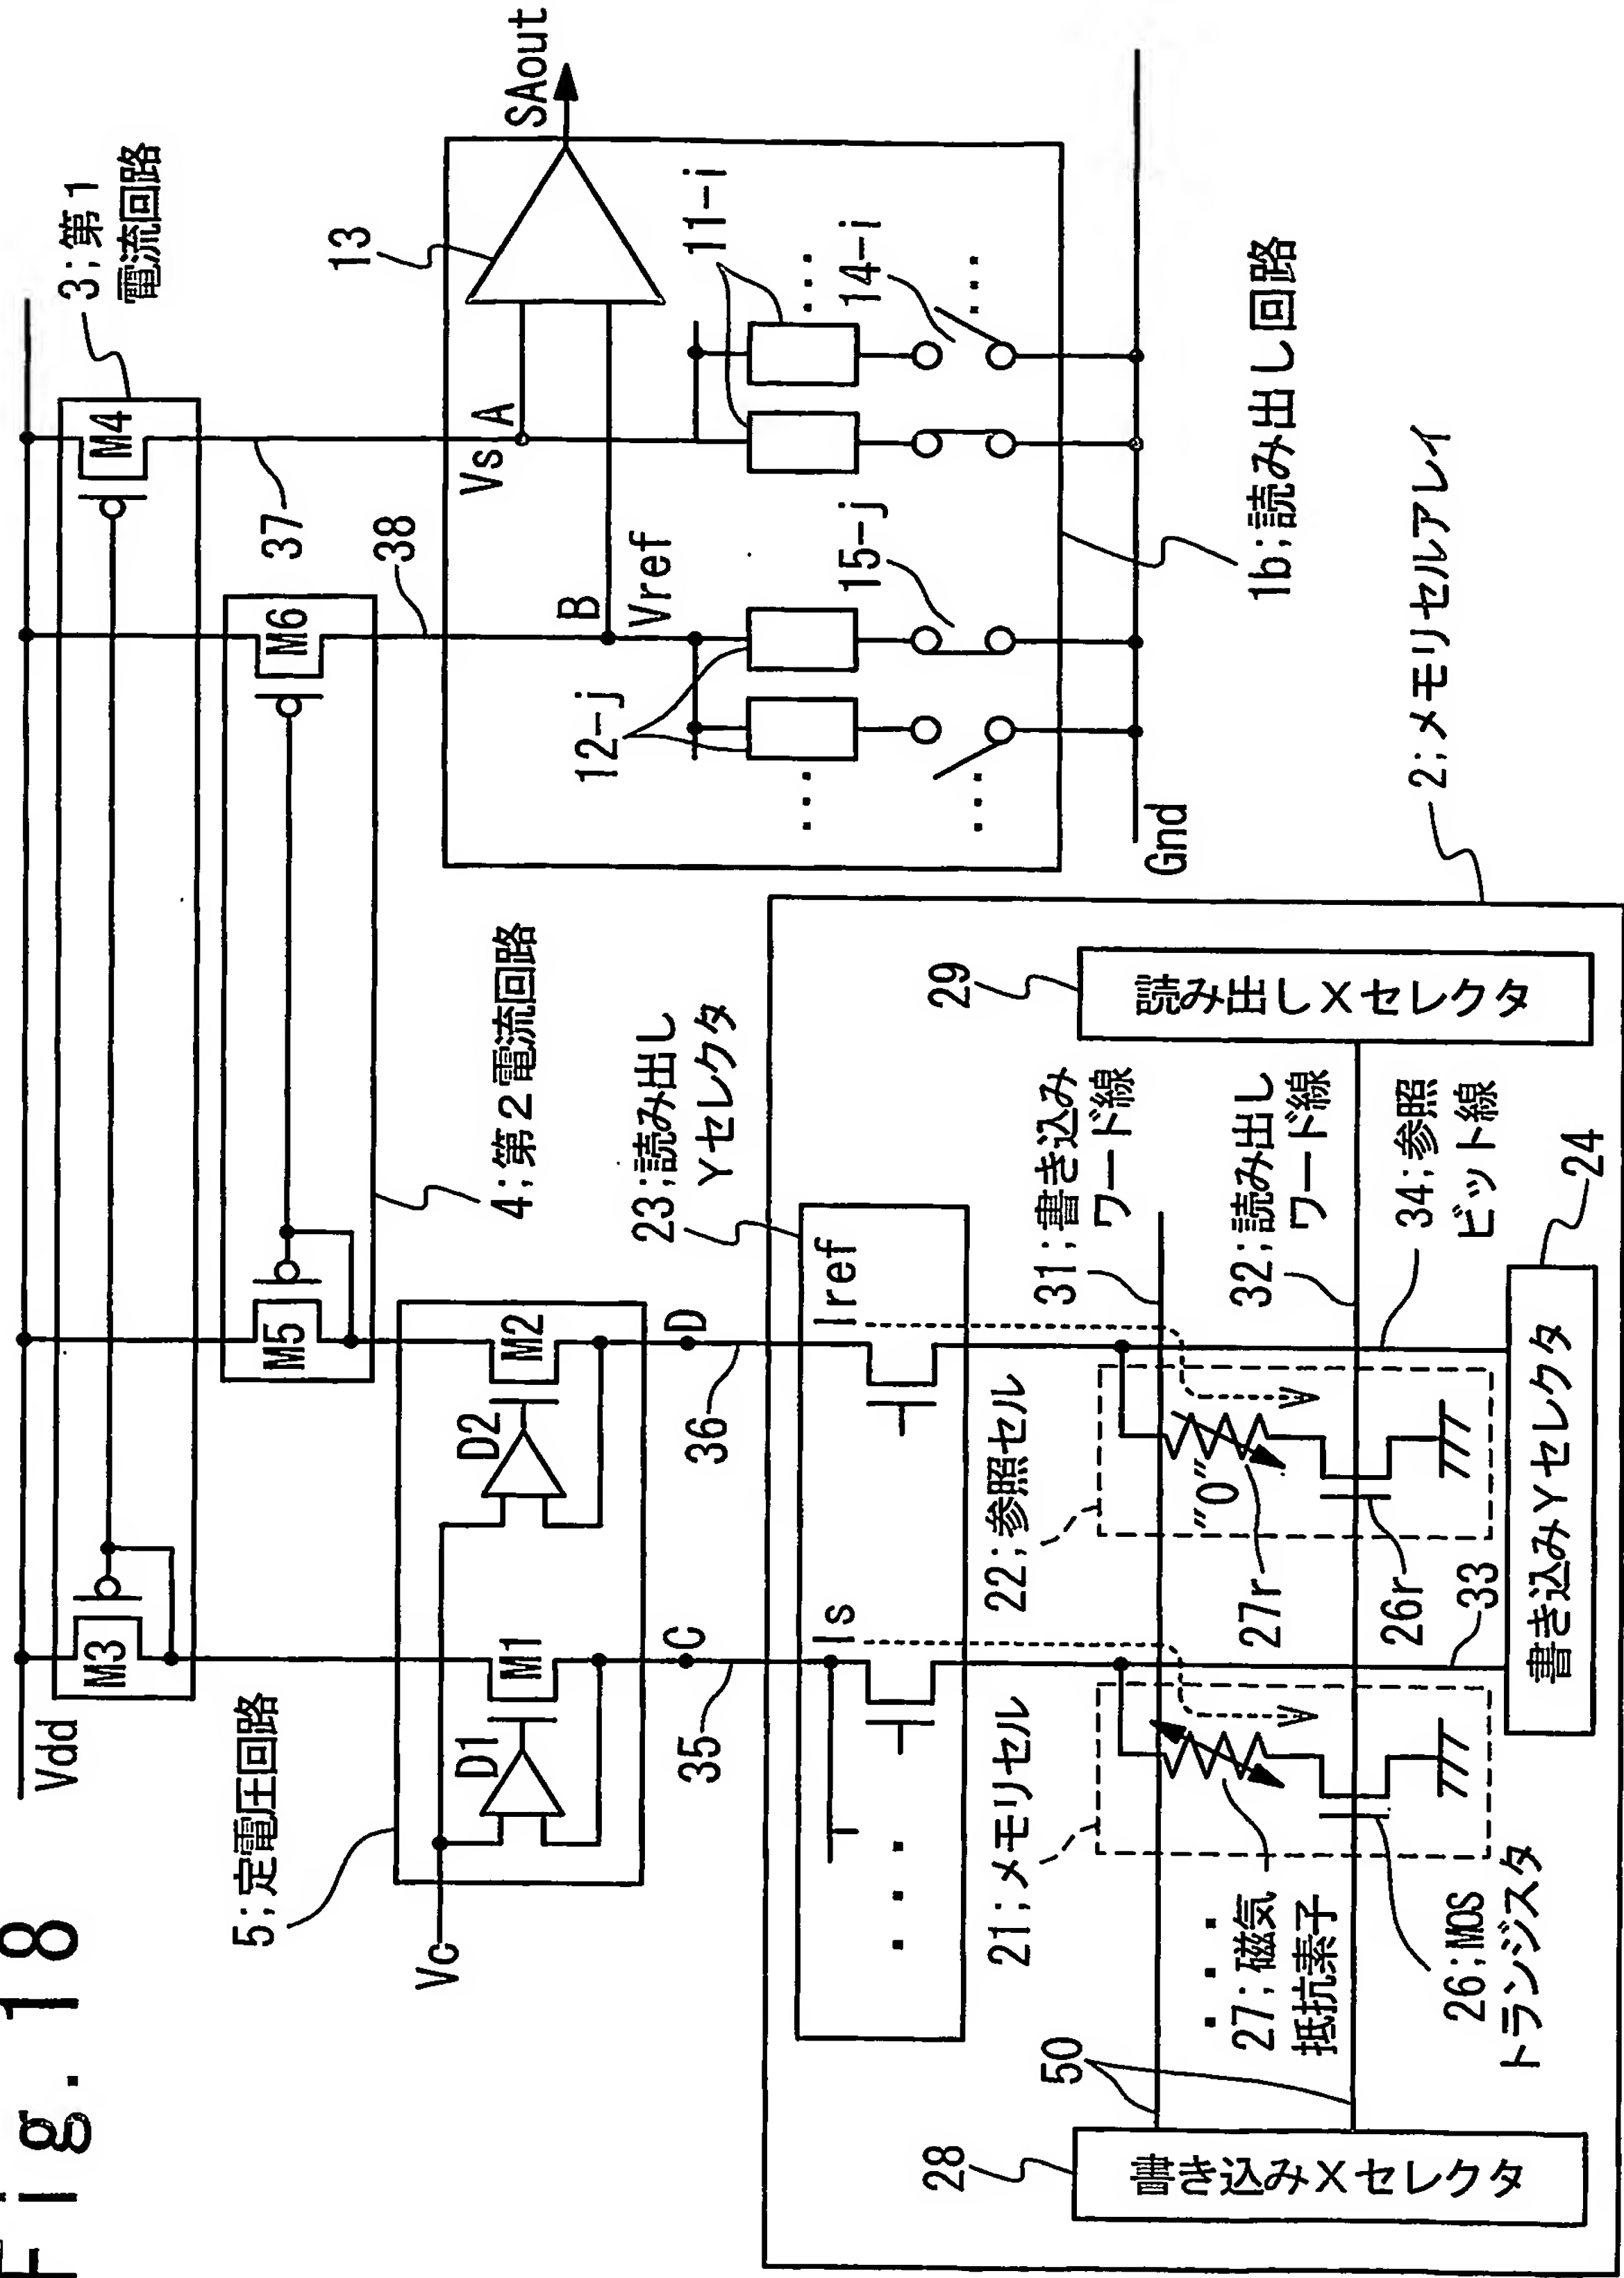 Fig. 18
Vdd
3;第1
電流回路
M3
M4
M5
M6
4;第2電流回路
5;定電圧回路
Vc
D1
M1
D2
M2
C
D
35
36
37
38
13
SAout
Vs
A
B
Vref
11-i
12-j
14-i
15-j
...
...
...
...
1b;読み出し回路
Gnd
2;メモリセルアレイ
23;読み出し
Yセレクタ
Is
Iref
...
21;メモリセル
22;参照セル
31;書き込み
ワード線
32;読み出し
ワード線
34;参照
ビット線
"0"
27r
26r
33
...
27;磁気
抵抗素子
26;MOS
トランジスタ
50
28
書き込みXセレクタ
29
読み出しXセレクタ
24
書き込みYセレクタ